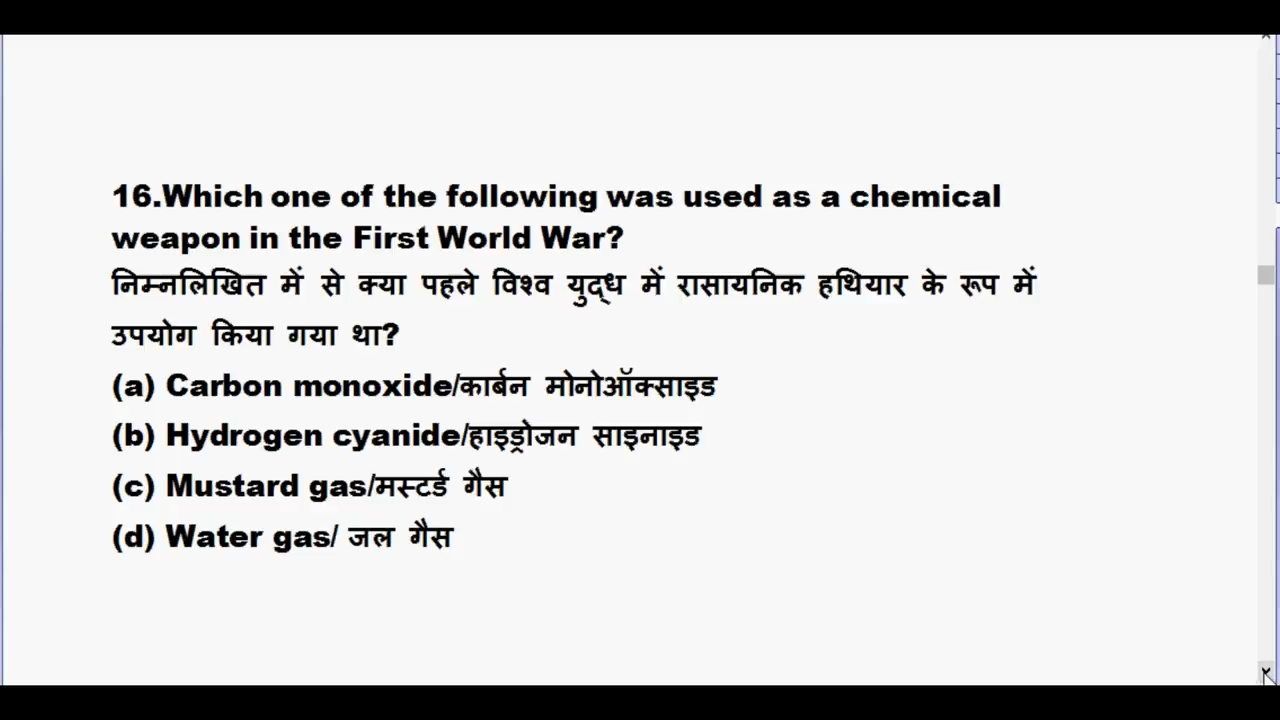 16.Which one of the following was used as a chemical
weapon in the First World War?
निम्नलिखित में से क्या पहले विश्व युद्ध में रासायनिक हथियार के रूप में
उपयोग किया गया था?
(a) Carbon monoxide/कार्बन मोनोऑक्साइड
(b) Hydrogen cyanide/हाइड्रोजन साइनाइड
(c) Mustard gas/मस्टर्ड गैस
(d) Water gas/ जल गैस